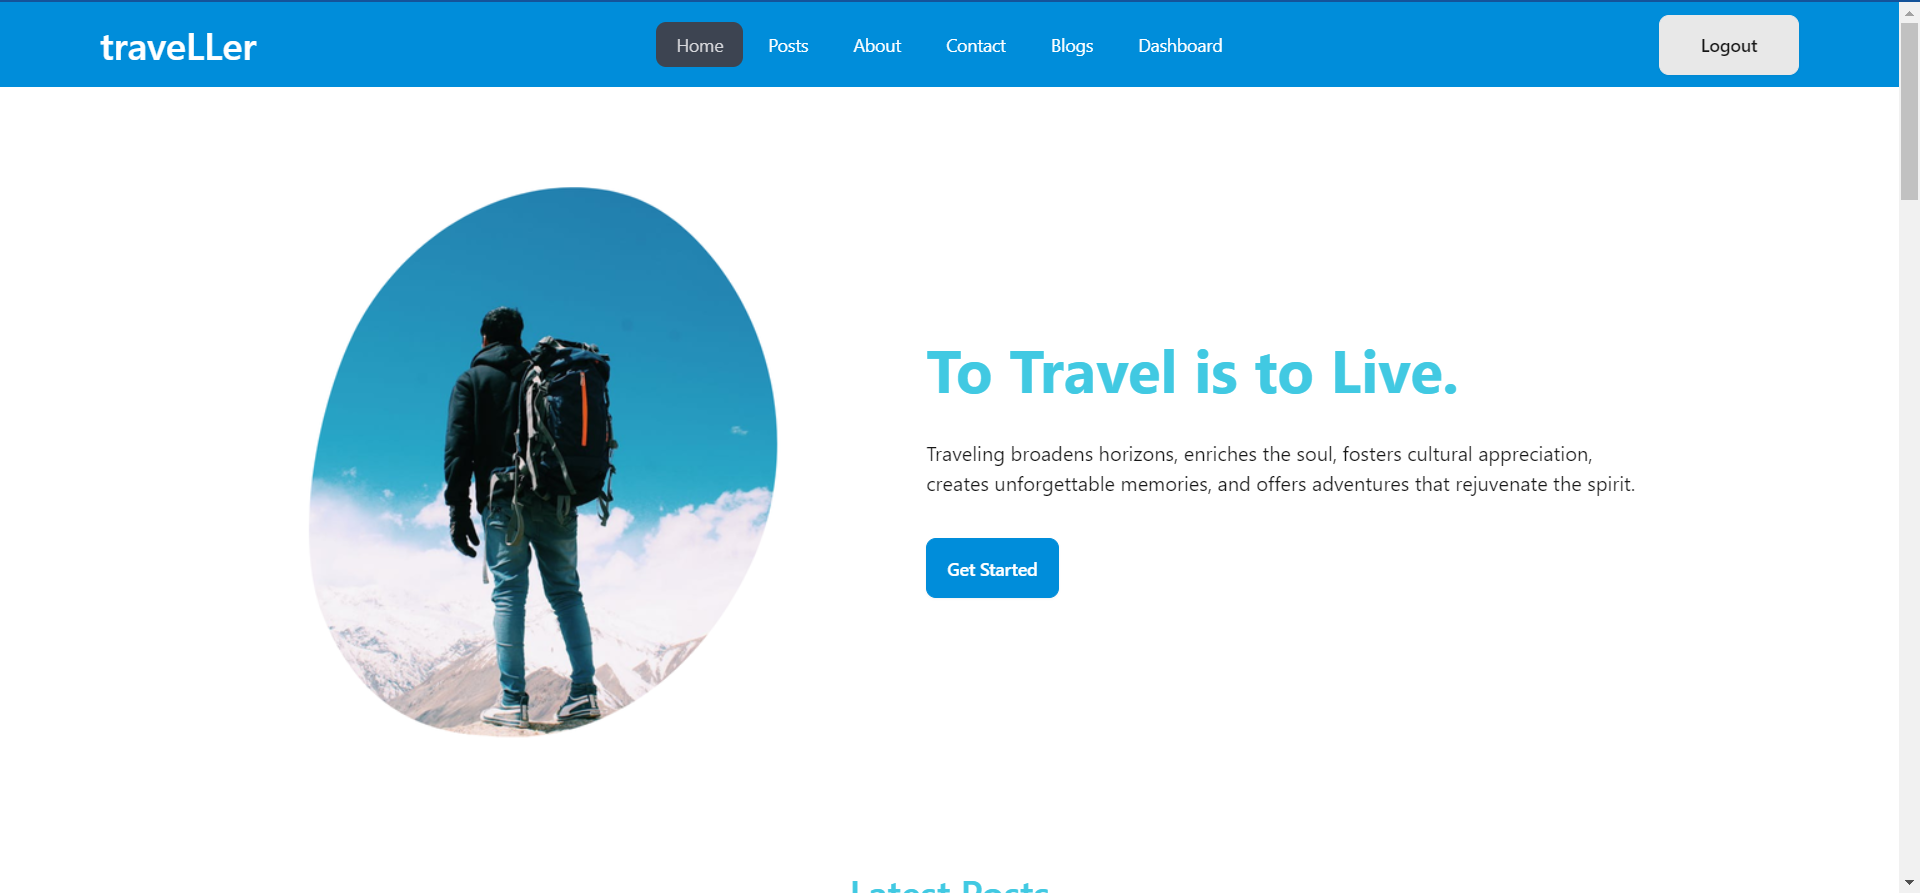 traveLLer
Home
Posts
About
Contact
Blogs
Dashboard
Logout
To Travel is to Live.
Traveling broadens horizons, enriches the soul, fosters cultural appreciation,
creates unforgettable memories, and offers adventures that rejuvenate the spirit.
Get Started
Latest Posts